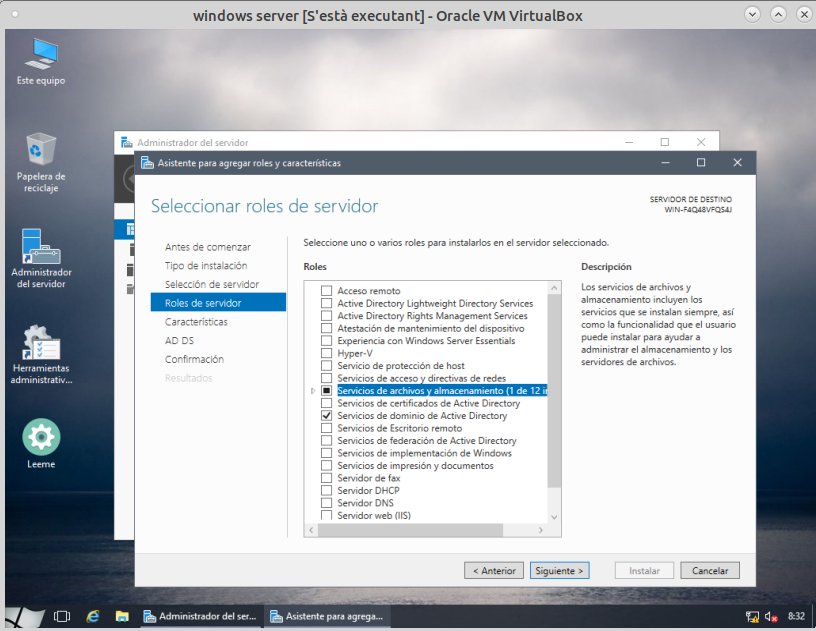 windows server [S'està executant] - Oracle VM VirtualBox
Este equipo
Papelera de
reciclaje
Administrador
del servidor
Herramientas
administrativ...
Leeme
Administrador del servidor
Asistente para agregar roles y características
Seleccionar roles de servidor
SERVIDOR DE DESTINO
WIN-F4Q48VFQS4J
Antes de comenzar
Tipo de instalación
Selección de servidor
Roles de servidor
Características
AD DS
Confirmación
Resultados
Seleccione uno o varios roles para instalarlos en el servidor seleccionado.
Roles
Acceso remoto
Active Directory Lightweight Directory Services
Active Directory Rights Management Services
Atestación de mantenimiento del dispositivo
Experiencia con Windows Server Essentials
Hyper-V
Servicio de protección de host
Servicios de acceso y directivas de redes
Servicios de archivos y almacenamiento (1 de 12 in
Servicios de certificados de Active Directory
Servicios de dominio de Active Directory
Servicios de Escritorio remoto
Servicios de federación de Active Directory
Servicios de implementación de Windows
Servicios de impresión y documentos
Servidor de fax
Servidor DHCP
Servidor DNS
Servidor web (IIS)
Descripción
Los servicios de archivos y
almacenamiento incluyen los
servicios que se instalan siempre, así
como la funcionalidad que el usuario
puede instalar para ayudar a
administrar el almacenamiento y los
servidores de archivos.
< Anterior
Siguiente >
Instalar
Cancelar
Administrador del ser...
Asistente para agrega...
8:32